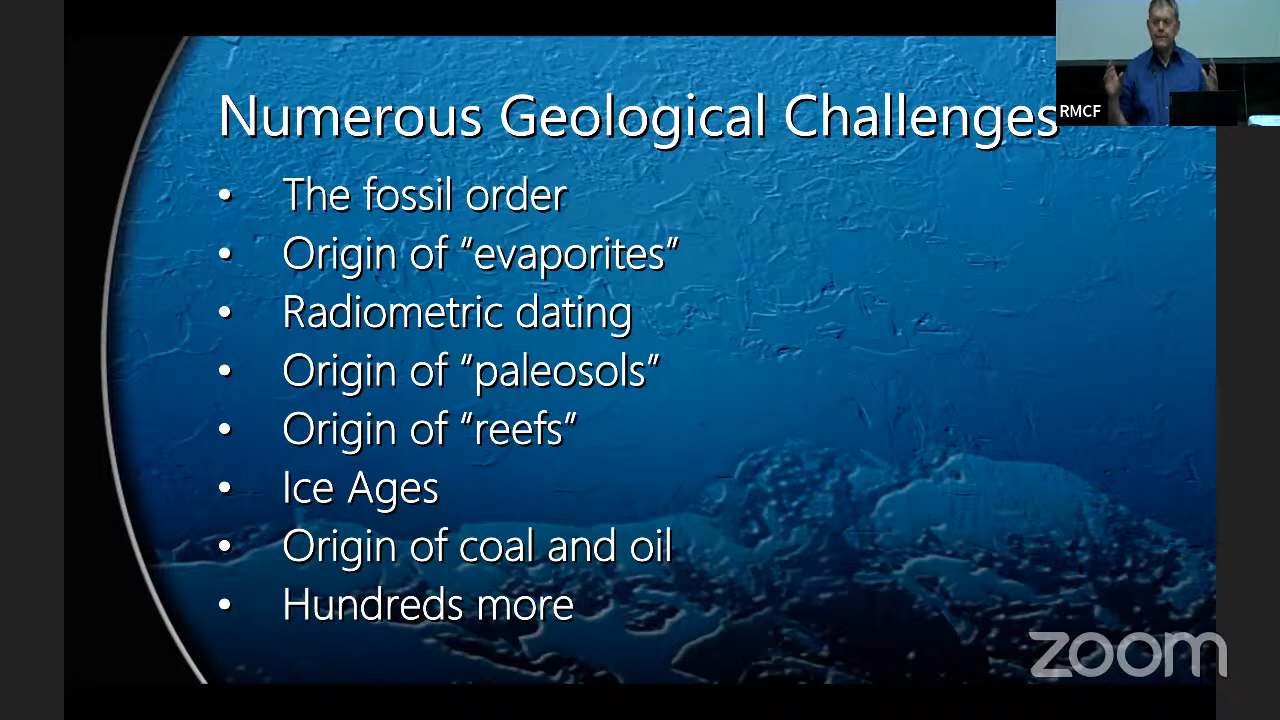 Numerous Geological Challenges
RMCF
• The fossil order
• Origin of “evaporites”
• Radiometric dating
• Origin of “paleosols”
• Origin of “reefs”
• Ice Ages
• Origin of coal and oil
• Hundreds more
zoom